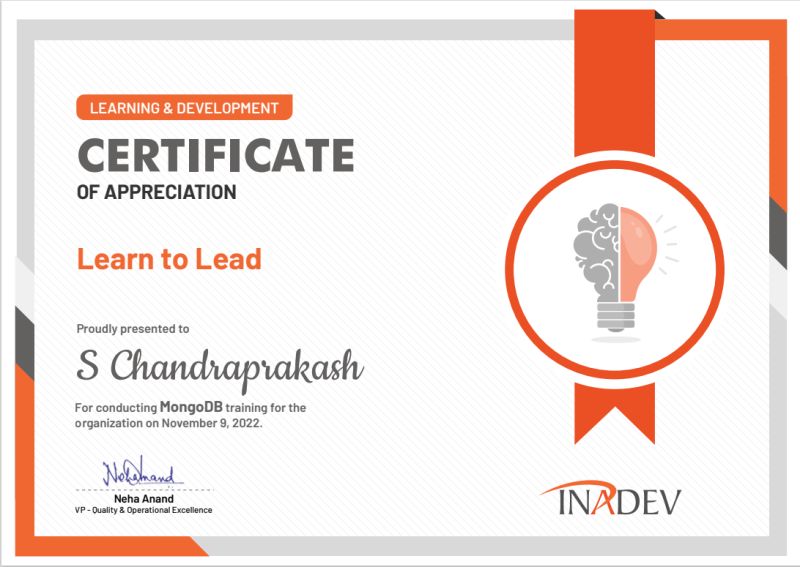 LEARNING & DEVELOPMENT
CERTIFICATE
OF APPRECIATION
Learn to Lead
Proudly presented to
S Chandraprakash
For conducting MongoDB training for the
organization on November 9, 2022.
NehaAnand
Neha Anand
VP - Quality & Operational Excellence
INADEV